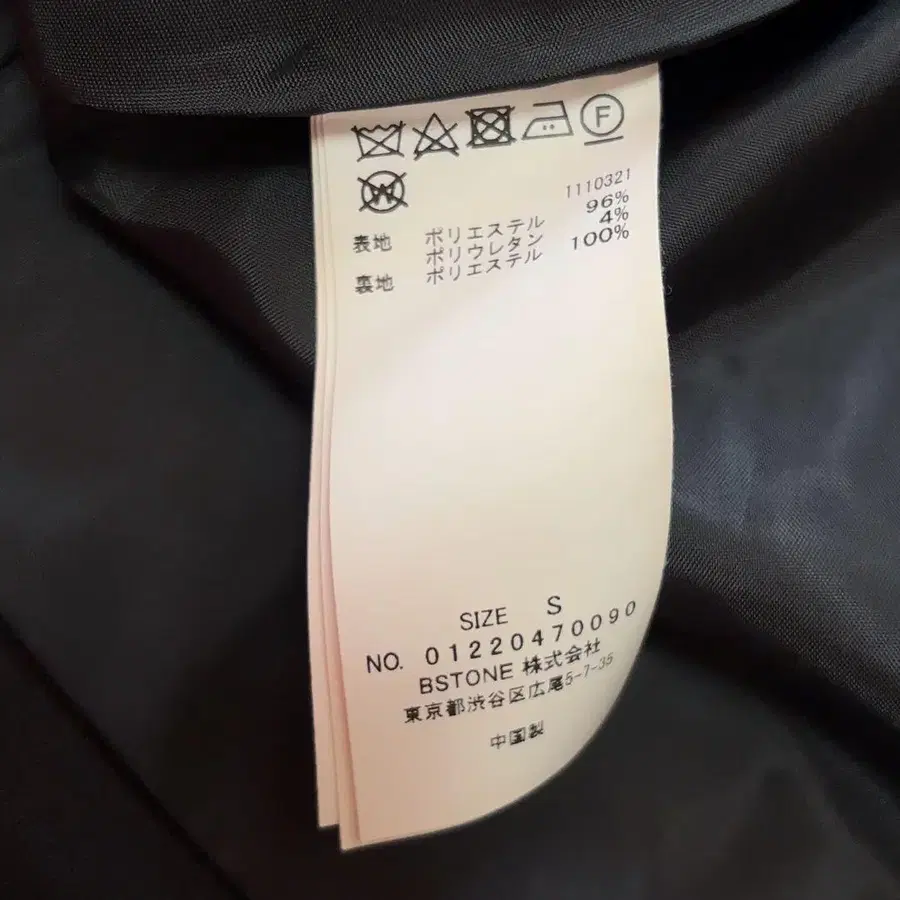 F
W
1110321
表地 ポリエステル 96%
ポリウレタン 4%
裏地 ポリエステル 100%
SIZE S
NO. 01220470090
BSTONE 株式会社
東京都渋谷区広尾5-7-35
中国製